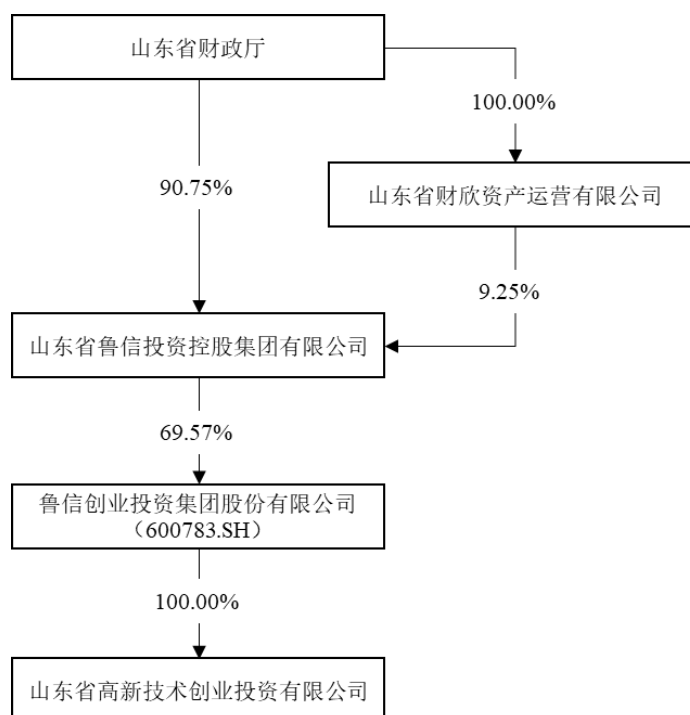 山东省财政厅
100.00%
90.75%
山东省财欣资产运营有限公司
9.25%
山东省鲁信投资控股集团有限公司
69.57%
鲁信创业投资集团股份有限公司
（600783.SH）
100.00%
山东省高新技术创业投资有限公司